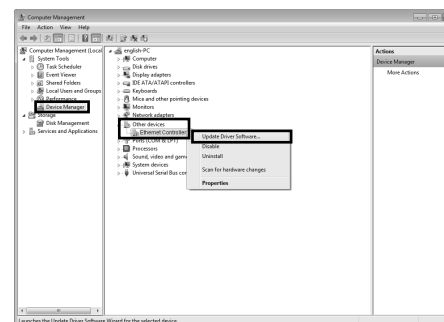 Computer Management
File Action View Help
Computer Management (Local
System Tools
Task Scheduler
Event Viewer
Shared Folders
Local Users and Groups
Performance
Device Manager
Storage
Disk Management
Services and Applications
english-PC
Computer
Disk drives
Display adapters
IDE ATA/ATAPI controllers
Keyboards
Mice and other pointing devices
Monitors
Network adapters
Other devices
Ethernet Controller
Ports (COM & LPT)
Processors
Sound, video and game
System devices
Universal Serial Bus con
Update Driver Software...
Disable
Uninstall
Scan for hardware changes
Properties
Actions
Device Manager
More Actions
Launches the Update Driver Software Wizard for the selected device.